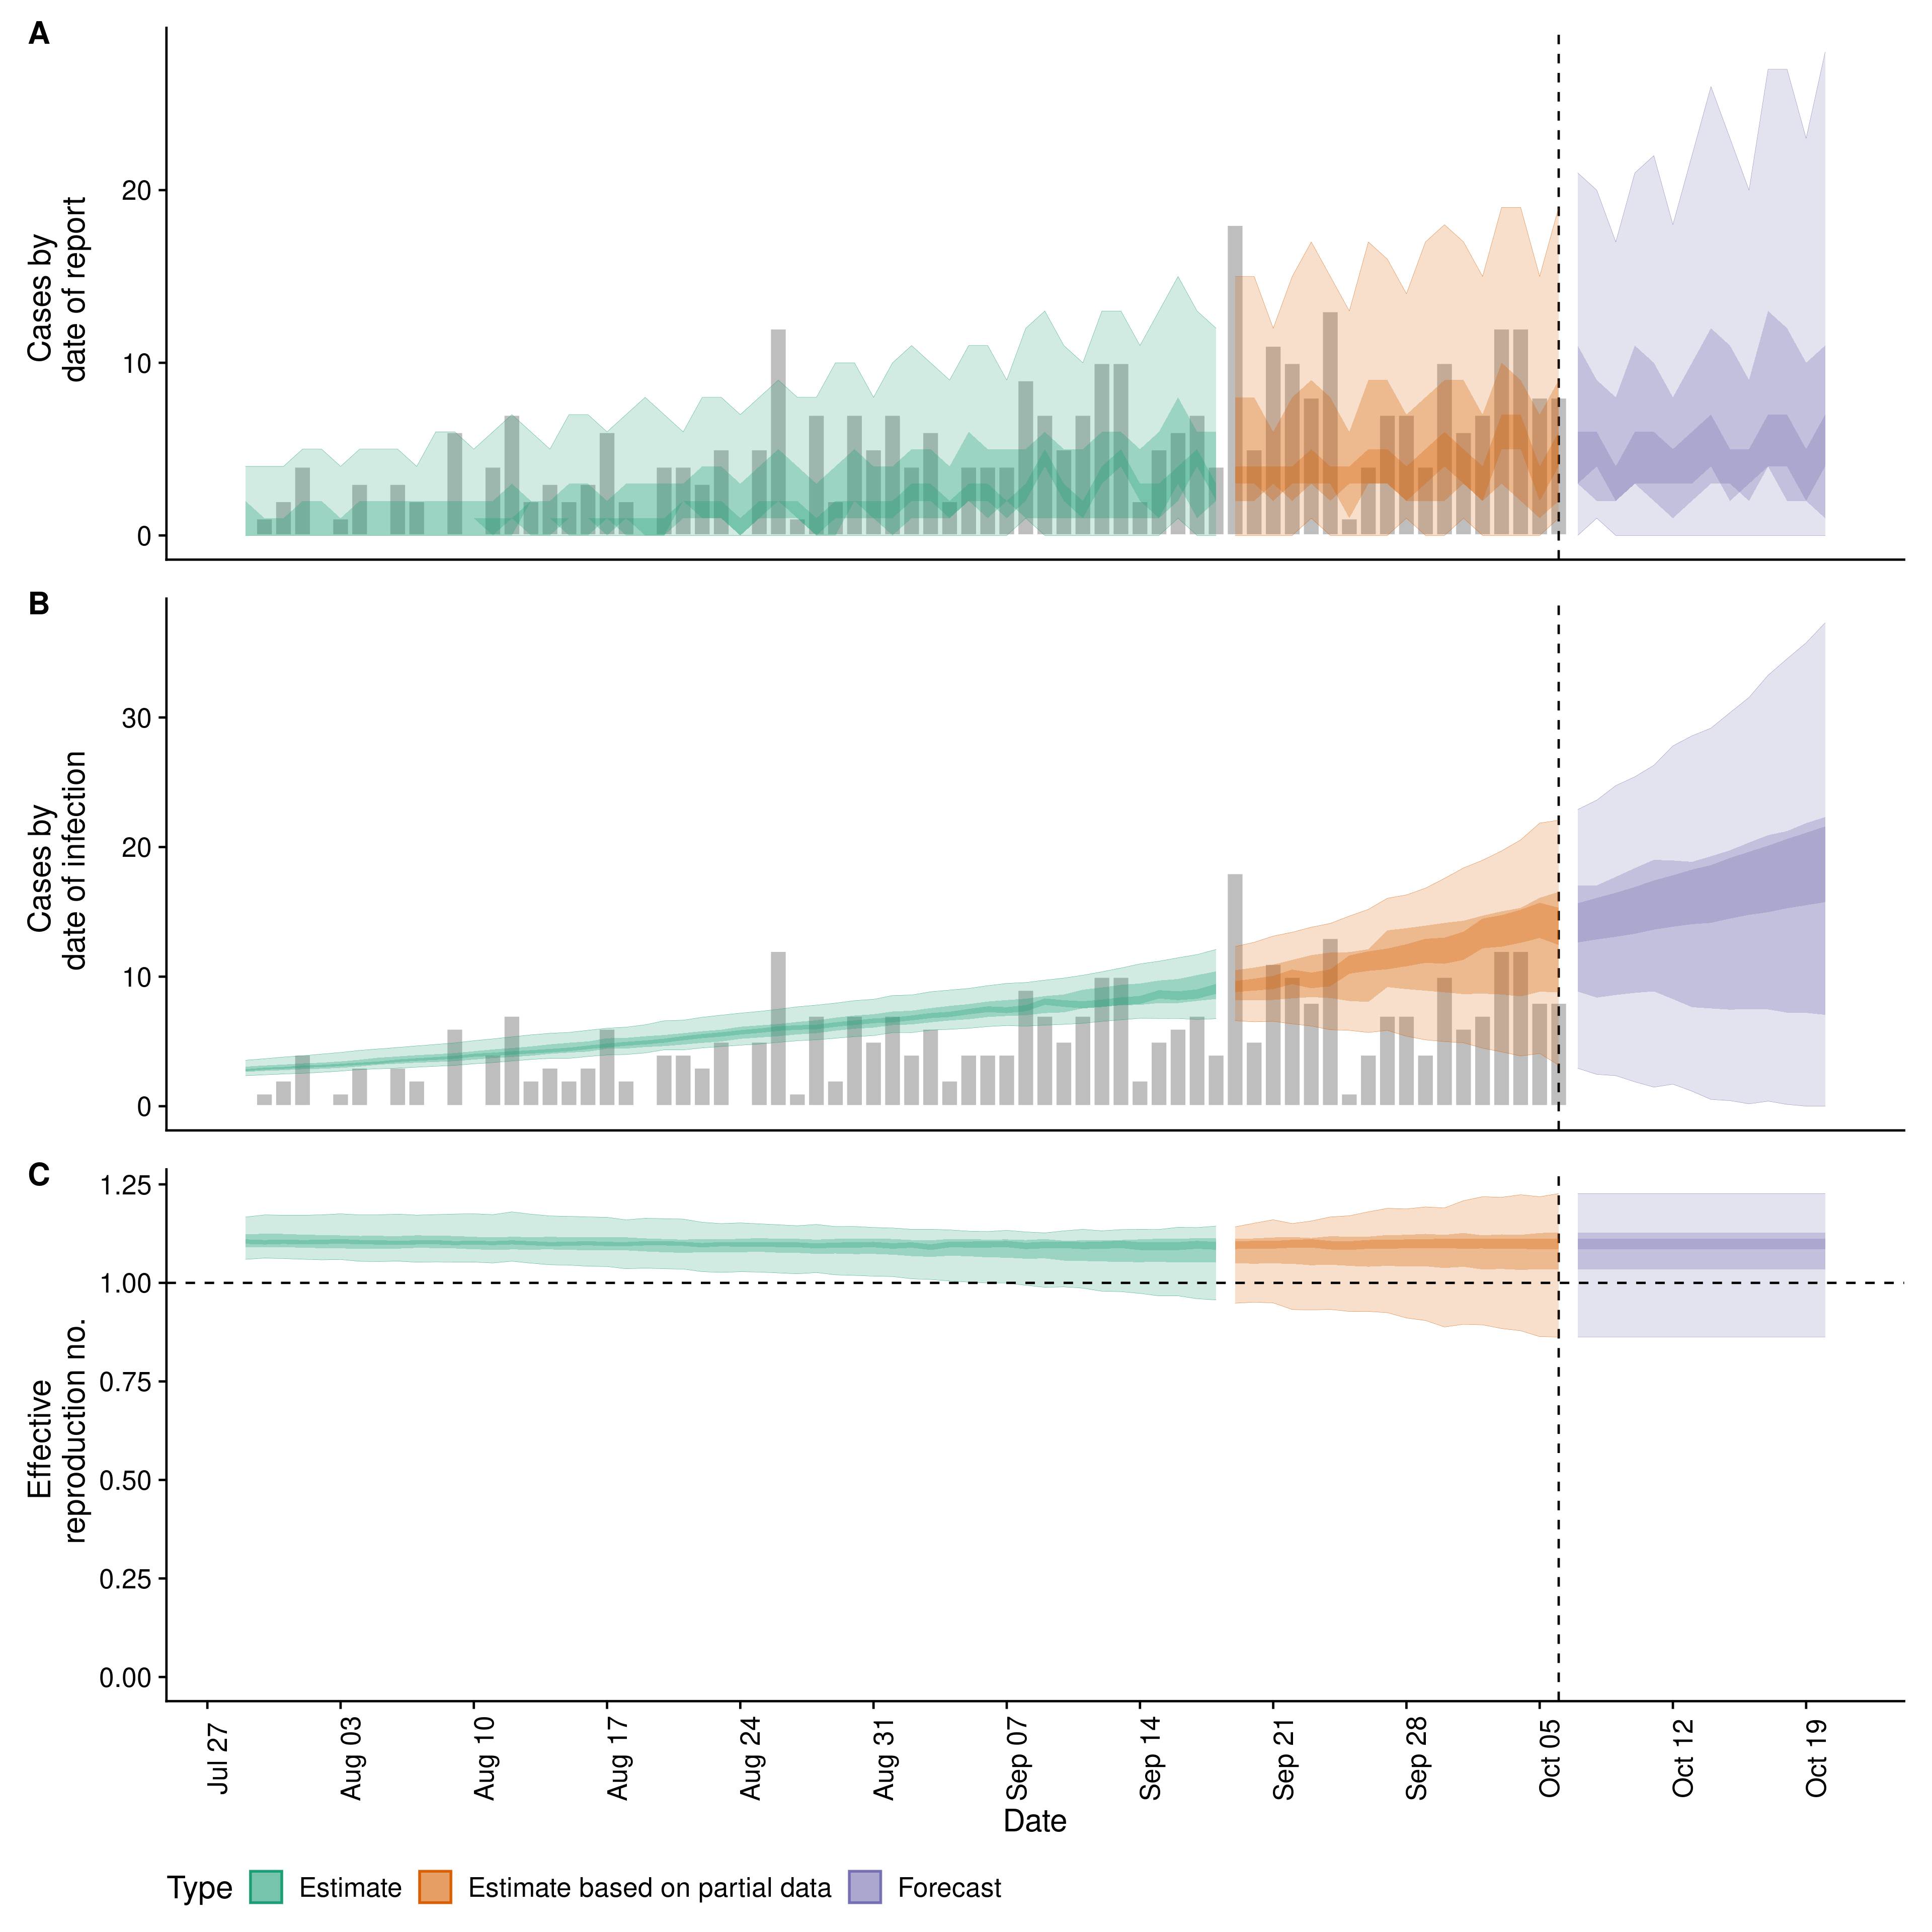 A
Cases by
date of report
20
10
0
B
Cases by
date of infection
30
20
10
0
C
Effective
reproduction no.
1.25
1.00
0.75
0.50
0.25
0.00
Jul 27
Aug 03
Aug 10
Aug 17
Aug 24
Aug 31
Sep 07
Sep 14
Sep 21
Sep 28
Oct 05
Oct 12
Oct 19
Date
Type Estimate Estimate based on partial data Forecast